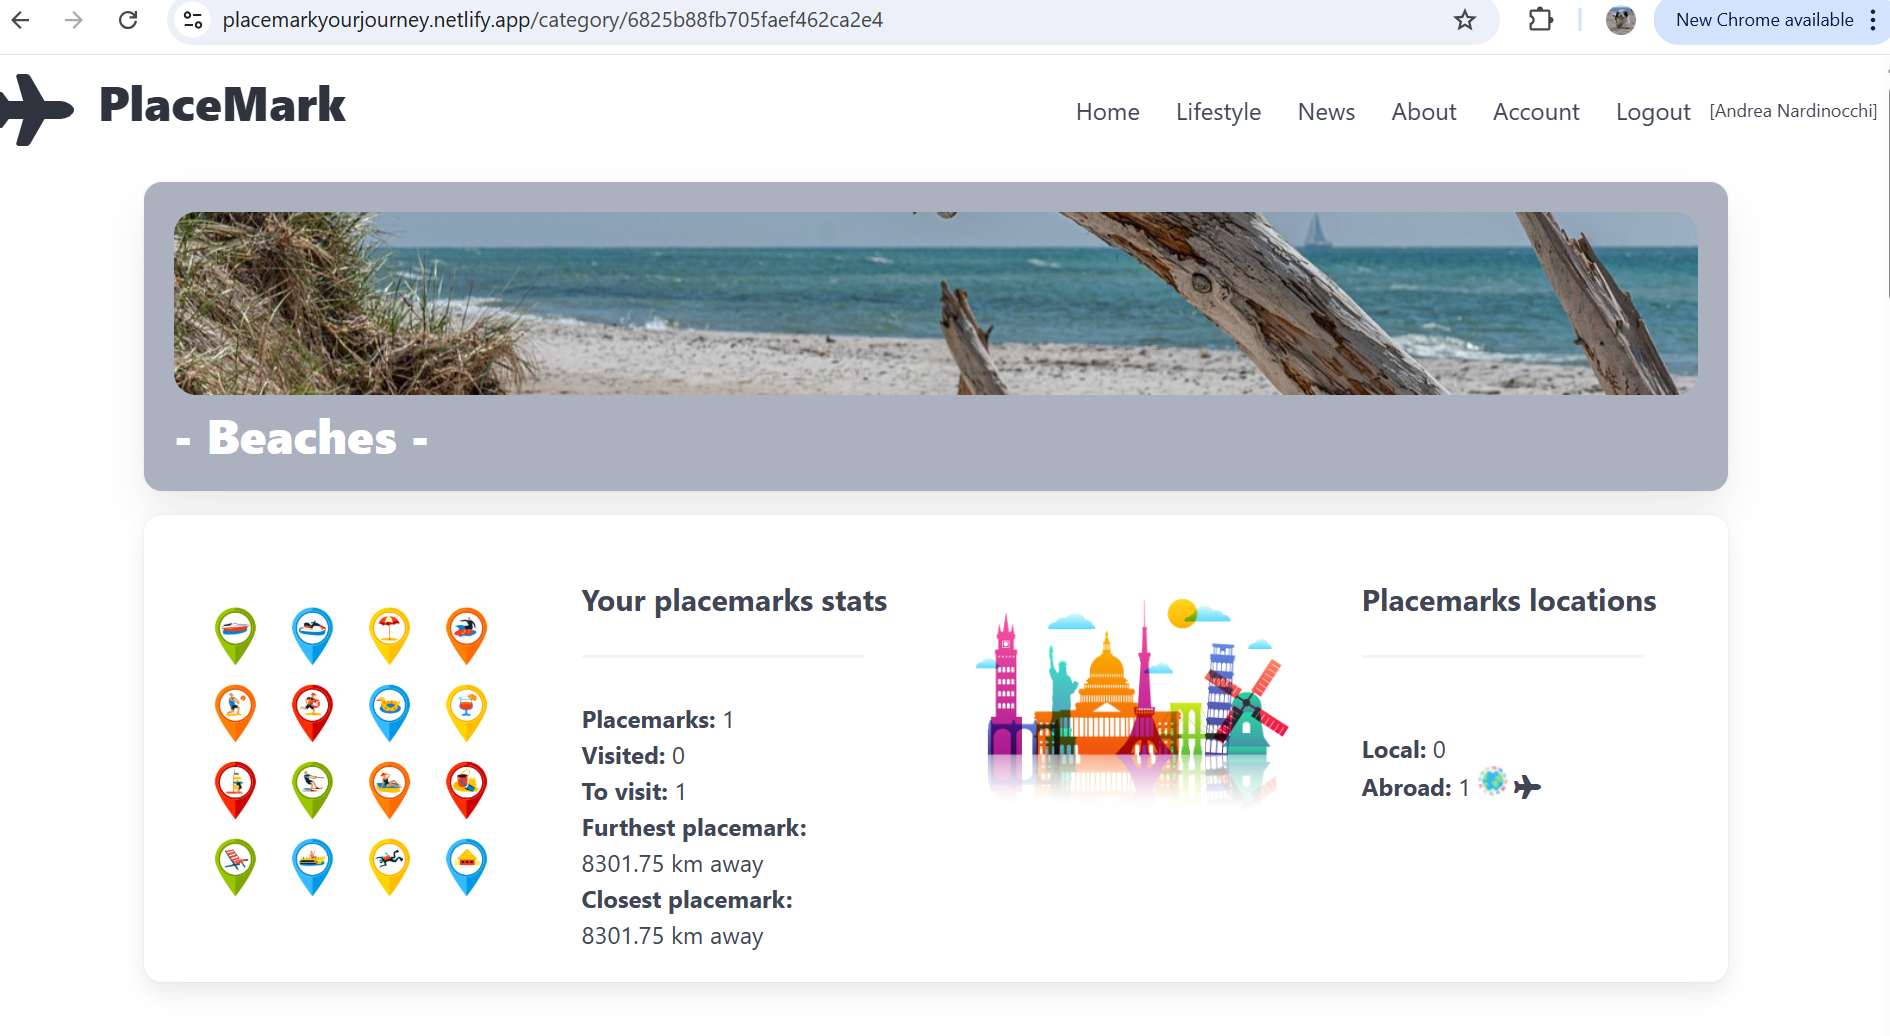 placemarkyourjourney.netlify.app/category/6825b88fb705faef462ca2e4
New Chrome available
PlaceMark
Home Lifestyle News About Account Logout [Andrea Nardinocchi]
- Beaches -
Your placemarks stats
Placemarks: 1
Visited: 0
To visit: 1
Furthest placemark:
8301.75 km away
Closest placemark:
8301.75 km away
Placemarks locations
Local: 0
Abroad: 1